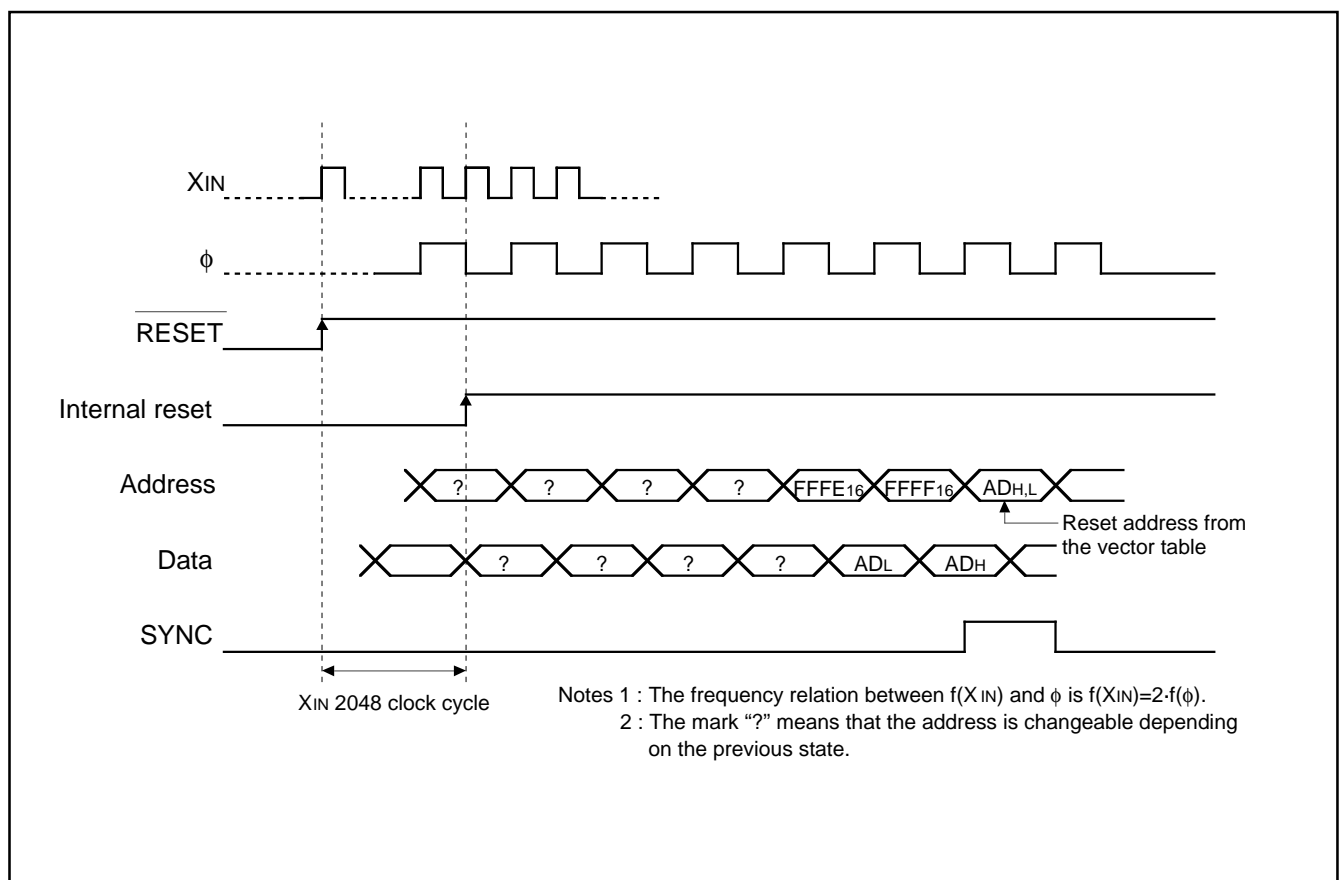 XIN
ϕ
RESET
Internal reset
Address
? ? ? ? FFFE16 FFFF16 ADH,L
Reset address from
the vector table
Data
? ? ? ? ADL ADH
SYNC
XIN 2048 clock cycle
Notes 1 : The frequency relation between f(XIN) and ϕ is f(XIN)=2·f(ϕ).
2 : The mark “?” means that the address is changeable depending
on the previous state.